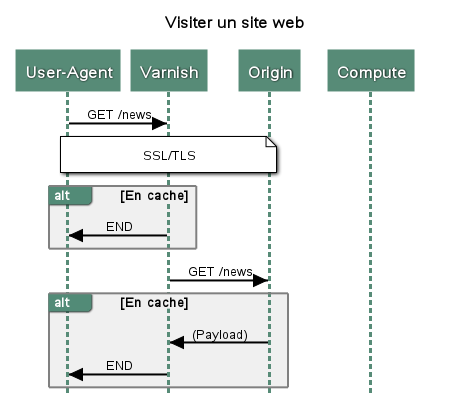 Visiter un site web
User-Agent
Varnish
Origin
Compute
GET /news
SSL/TLS
alt [En cache]
END
GET /news
alt [En cache]
(Payload)
END